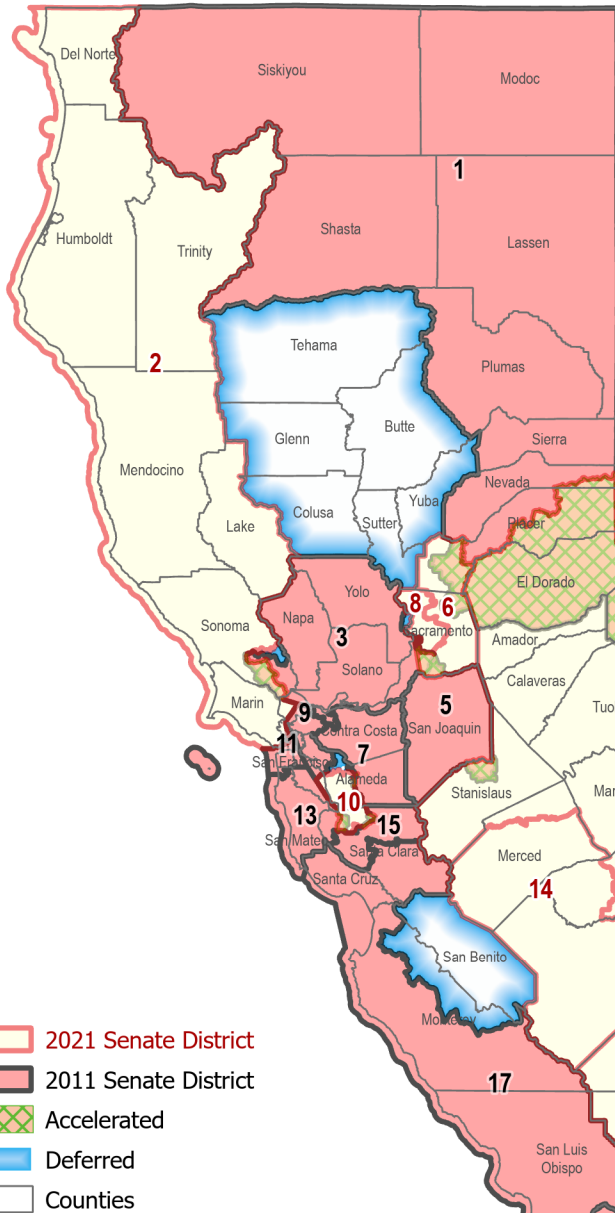 Del Norte
Siskiyou
Modoc
1
Humboldt
Trinity
Shasta
Lassen
2
Tehama
Plumas
Glenn
Butte
Sierra
Mendocino
Nevada
Colusa
Sutter
Yuba
Placer
Lake
El Dorado
Yolo
8
6
Sonoma
Napa
3
Sacramento
Amador
Solano
Calaveras
Marin
9
5
Tuo
Contra Costa
San Joaquin
11
7
San Francisco
Alameda
Stanislaus
Mar
10
13
15
San Mateo
Santa Clara
Merced
Santa Cruz
14
San Benito
Monterey
17
San Luis
Obispo
2021 Senate District
2011 Senate District
Accelerated
Deferred
Counties